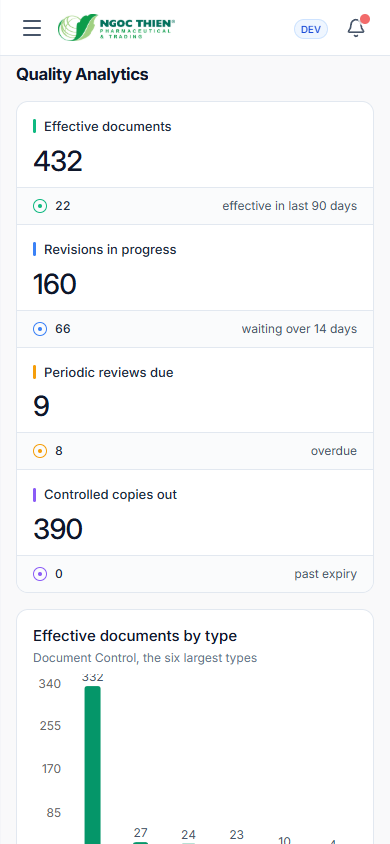 NGOC THIEN®
PHARMACEUTICAL
& TRADING
DEV
Quality Analytics
Effective documents
432
22 effective in last 90 days
Revisions in progress
160
66 waiting over 14 days
Periodic reviews due
9
8 overdue
Controlled copies out
390
0 past expiry
Effective documents by type
Document Control, the six largest types
332
340
255
170
85
27 24 23 10 4